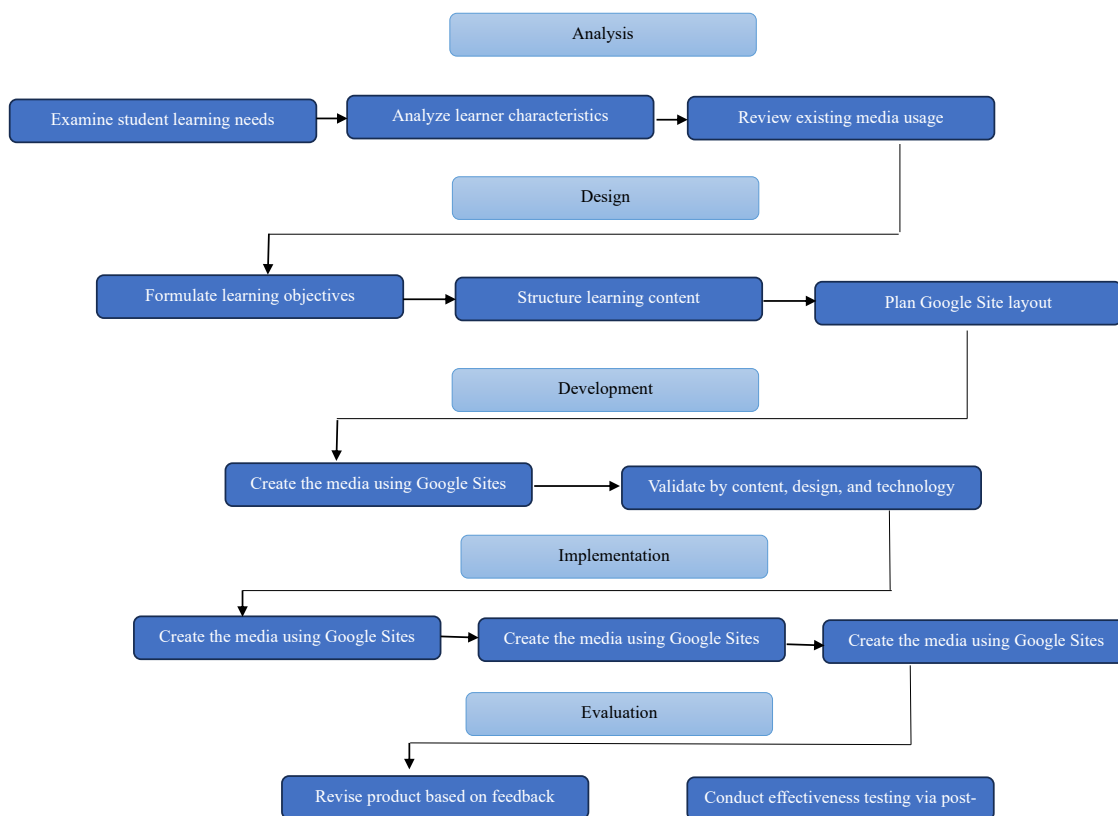 Analysis
Examine student learning needs
Analyze learner characteristics
Review existing media usage
Design
Formulate learning objectives
Structure learning content
Plan Google Site layout
Development
Create the media using Google Sites
Validate by content, design, and technology
Implementation
Create the media using Google Sites
Create the media using Google Sites
Create the media using Google Sites
Evaluation
Revise product based on feedback
Conduct effectiveness testing via post-